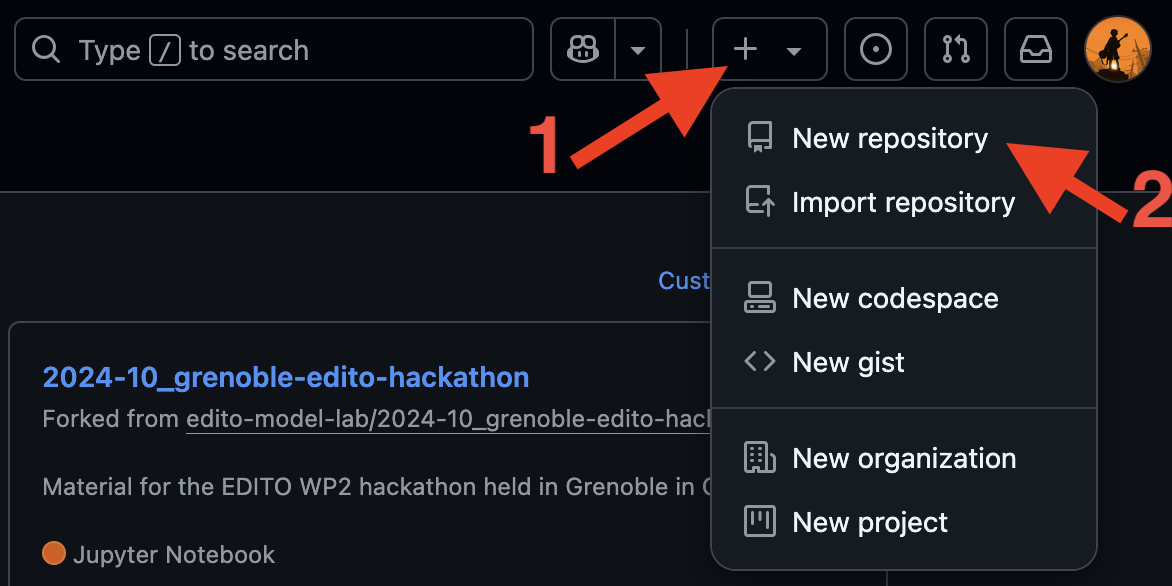 Type / to search
1
New repository
2
Import repository
New codespace
Cust
New gist
2024-10_grenoble-edito-hackathon
Forked from edito-model-lab/2024-10_grenoble-edito-hack
New organization
Material for the EDITO WP2 hackathon held in Grenoble in
New project
Jupyter Notebook